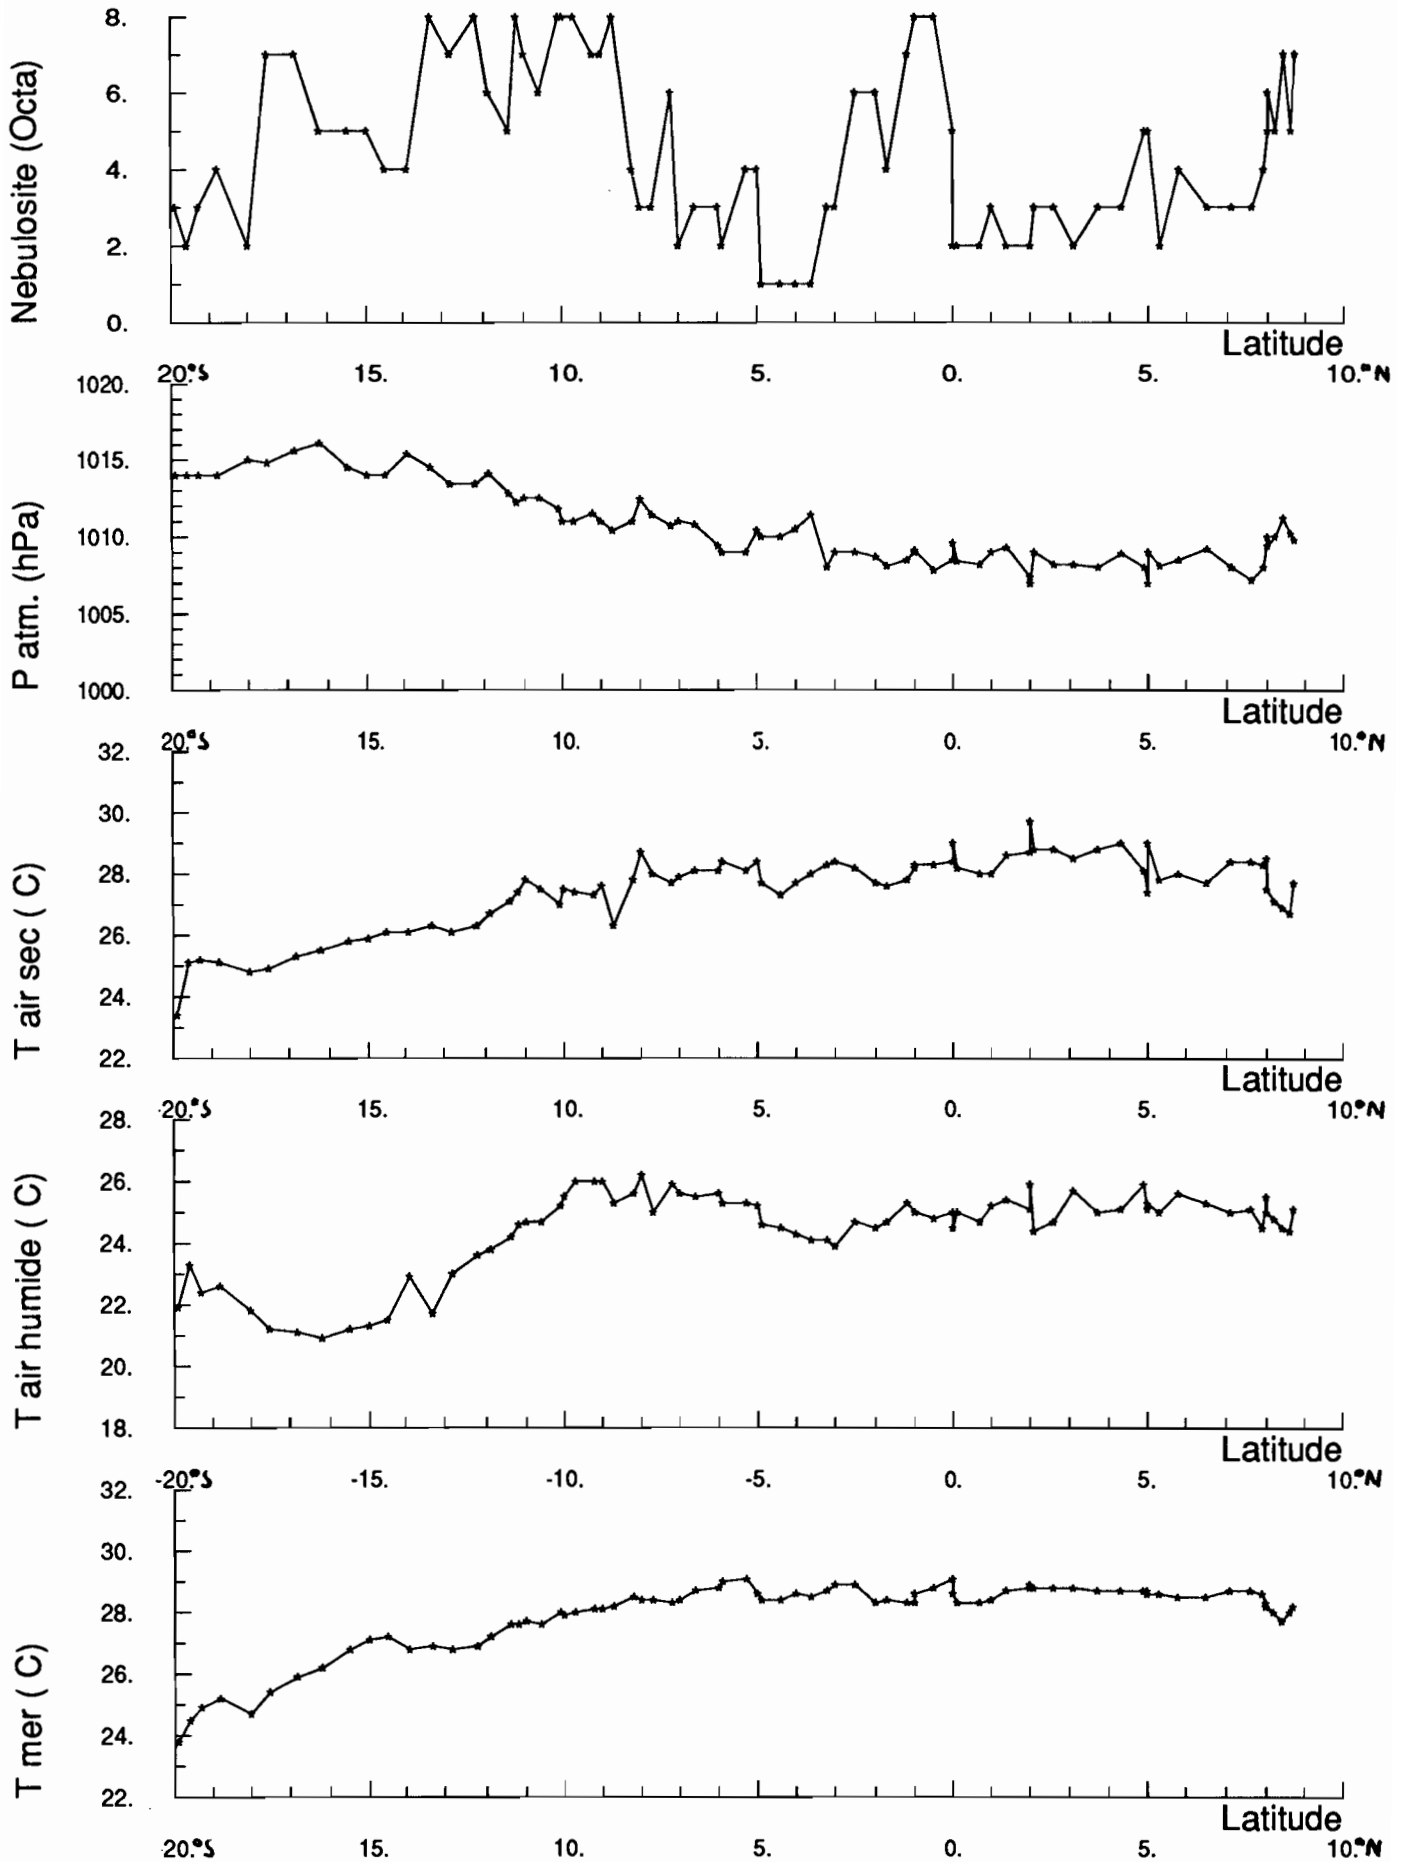 Nebulosite (Octa)
8.
6.
4.
2.
0.
Latitude
20.°S 15. 10. 5. 0. 5. 10.°N
P atm. (hPa)
1020.
1015.
1010.
1005.
1000.
Latitude
20.°S 15. 10. 5. 0. 5. 10.°N
T air sec ( C)
32.
30.
28.
26.
24.
22.
Latitude
20.°S 15. 10. 5. 0. 5. 10.°N
T air humide ( C)
28.
26.
24.
22.
20.
18.
Latitude
-20.°S -15. -10. -5. 0. 5. 10.°N
T mer ( C)
32.
30.
28.
26.
24.
22.
Latitude
20.°S 15. 10. 5. 0. 5. 10.°N